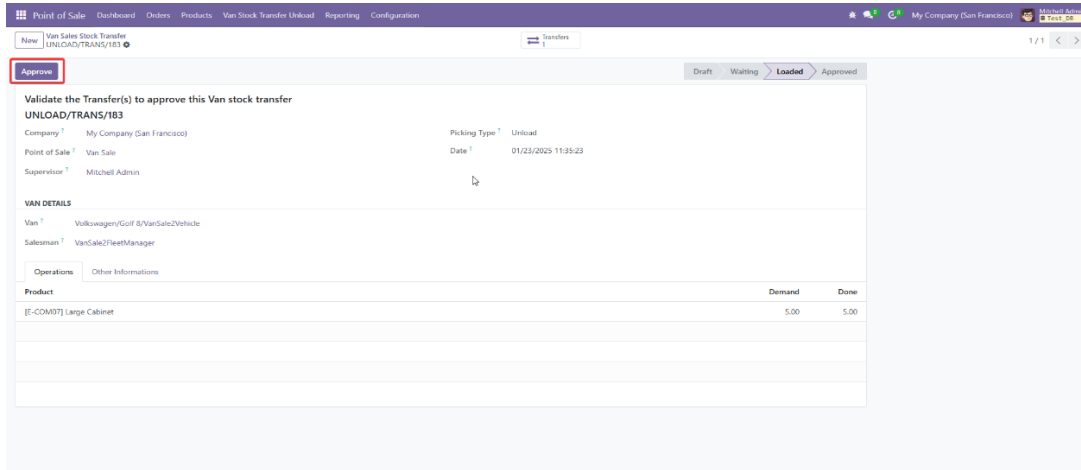 Point of Sale Dashboard Orders Products Van Stock Transfer Unload Reporting Configuration My Company (San Francisco) Mitchell Admi
Test_DB
New Van Sales Stock Transfer
UNLOAD/TRANS/183
Transfers
1
1 / 1
Approve
Draft Waiting Loaded Approved
Validate the Transfer(s) to approve this Van stock transfer
UNLOAD/TRANS/183
Company ? My Company (San Francisco) Picking Type ? Unload
Point of Sale ? Van Sale Date ? 01/23/2025 11:35:23
Supervisor ? Mitchell Admin
VAN DETAILS
Van ? Volkswagen/Golf 8/VanSale2Vehicle
Salesman ? VanSale2FleetManager
Operations Other Informations
Product Demand Done
[E-COM07] Large Cabinet 5.00 5.00